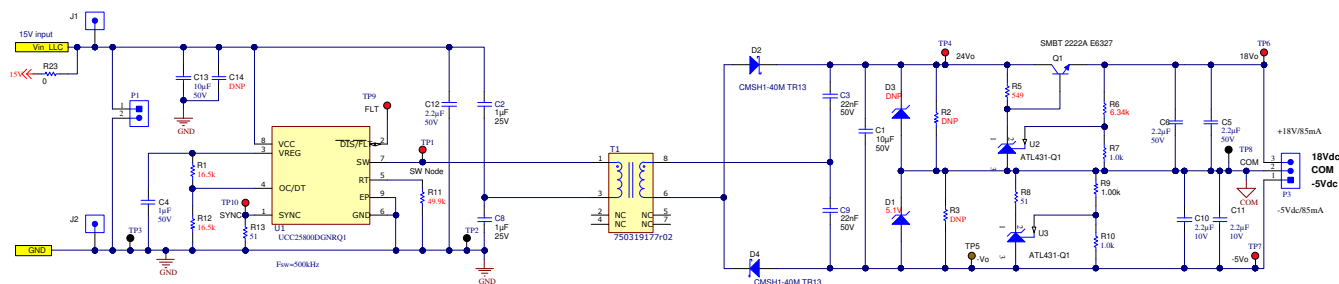 J1
15V input
Vin_LLC
R23
0
15V
P1
1
2
C13
10µF
50V
C14
DNP
GND
TP9
FLT
C12
2.2µF
50V
C2
1µF
25V
8
VCC
DIS/FLT
2
3
VREG
SW
7
TP1
SW Node
RT
5
4
OC/DT
EP
9
1
SYNC
GND
6
U1
UCC25800DGNRQ1
R1
16.5k
R12
16.5k
C4
1µF
50V
TP10
SYNC
R13
51
R11
49.9k
TP2
C8
1µF
25V
J2
GND
TP3
GND
Fsw=500kHz
GND
T1
1
8
3
6
2
NC
NC
5
4
NC
NC
7
750319177r02
D2
CMSH1-40M TR13
D4
CMSH1-40M TR13
C3
22nF
50V
C9
22nF
50V
C1
10µF
50V
D3
DNP
D1
5.1V
R2
DNP
R3
DNP
TP4
24Vo
TP5
-Vo
R5
549
SMBT 2222A E6327
Q1
R6
6.34k
R7
1.0k
1
2
3
U2
ATL431-Q1
R8
51
R9
1.00k
R10
1.0k
1
2
3
U3
ATL431-Q1
C6
2.2µF
50V
C5
2.2µF
50V
C10
2.2µF
10V
C11
2.2µF
10V
TP6
18Vo
TP8
COM
COM
TP7
-5Vo
+18V/85mA
3
2
1
P3
18Vdc
COM
-5Vdc
-5Vdc/85mA